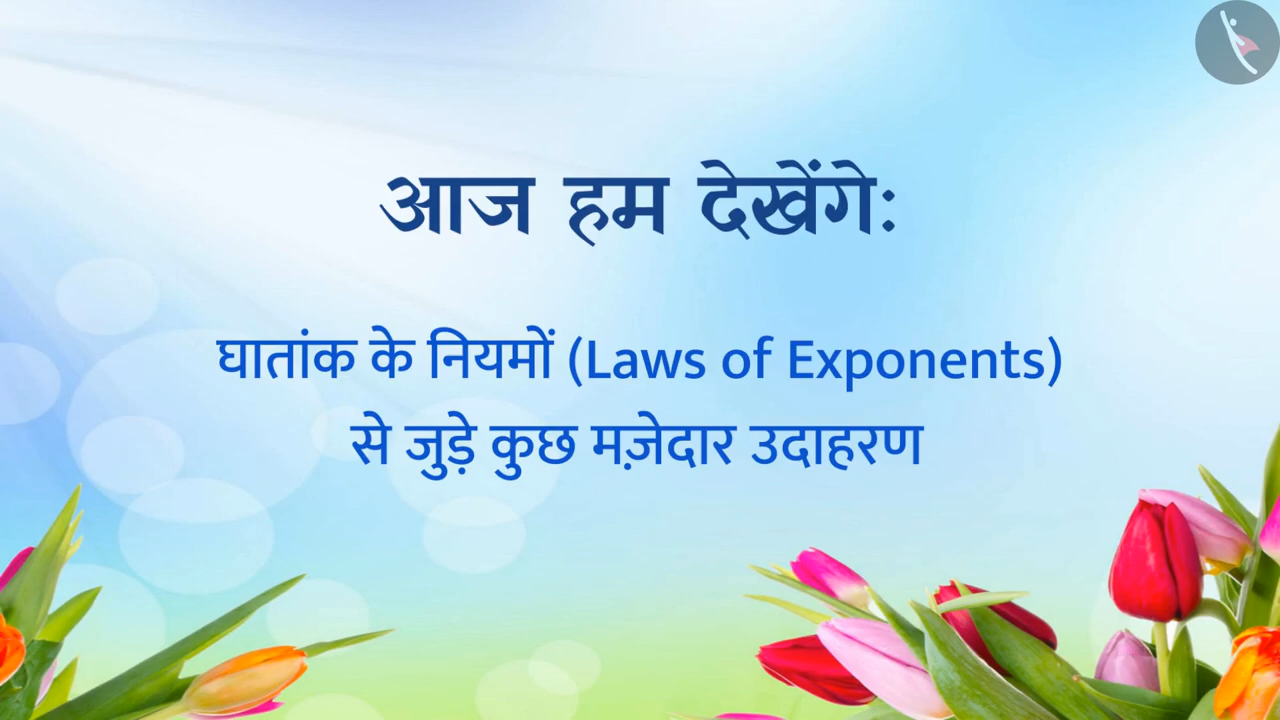 आज हम देखेंगे:
घातांक के नियमों (Laws of Exponents)
से जुड़े कुछ मज़ेदार उदाहरण